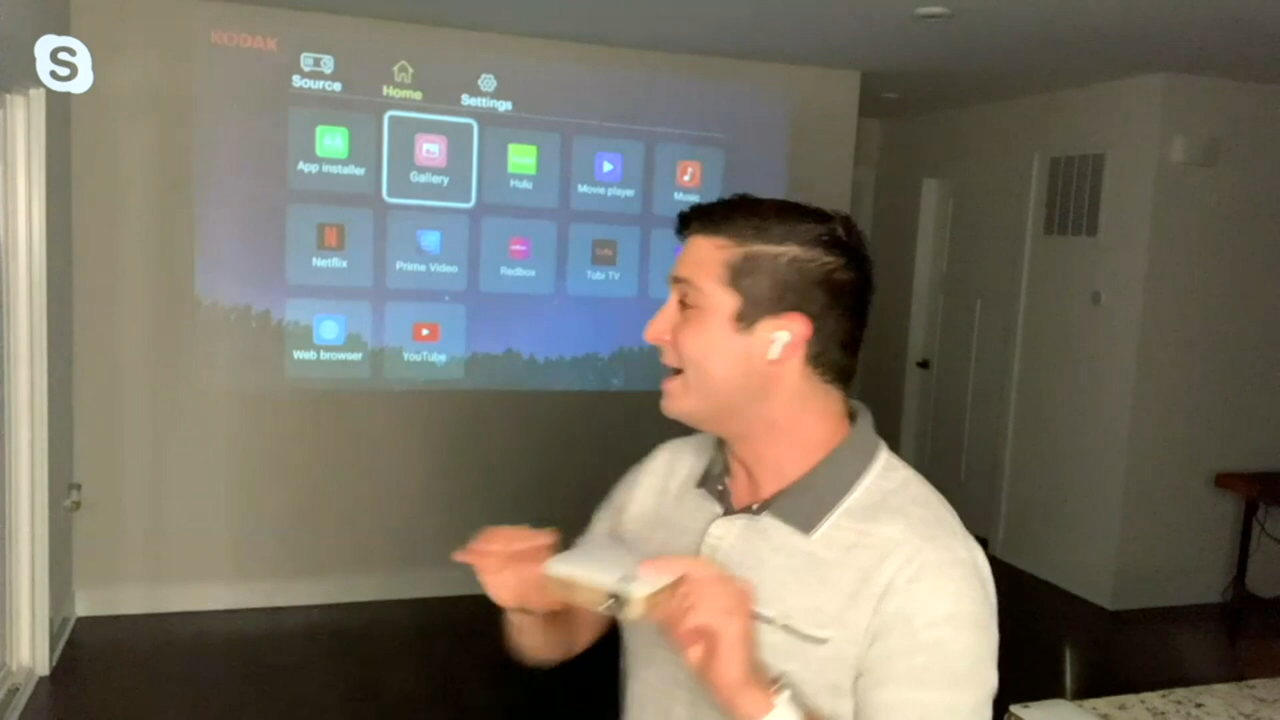 S
KODAK
Source
Home
Settings
App installer
Gallery
Hulu
Movie player
Music
Netflix
Prime Video
Redbox
Tubi TV
Web browser
YouTube